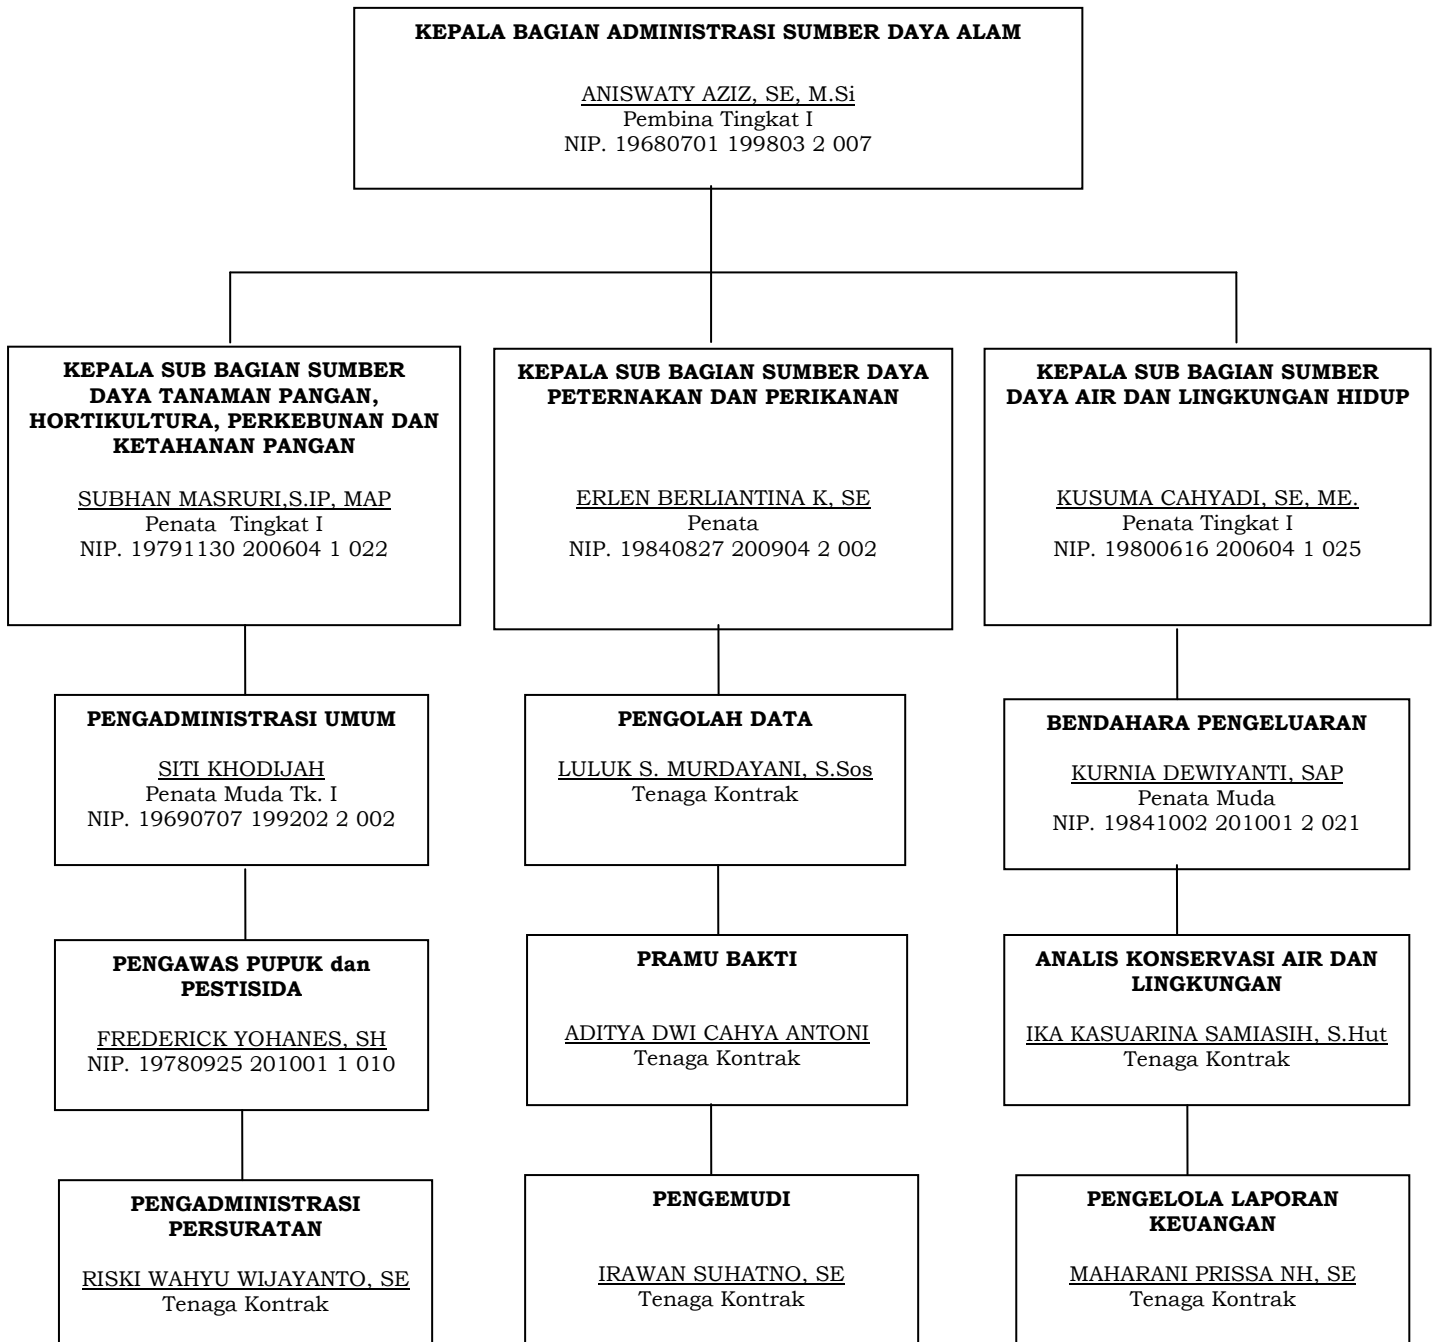 KEPALA BAGIAN ADMINISTRASI SUMBER DAYA ALAM
ANISWATY AZIZ, SE, M.Si
Pembina Tingkat I
NIP. 19680701 199803 2 007
KEPALA SUB BAGIAN SUMBER
DAYA TANAMAN PANGAN,
HORTIKULTURA, PERKEBUNAN DAN
KETAHANAN PANGAN
SUBHAN MASRURI,S.IP, MAP
Penata Tingkat I
NIP. 19791130 200604 1 022
KEPALA SUB BAGIAN SUMBER DAYA
PETERNAKAN DAN PERIKANAN
ERLEN BERLIANTINA K, SE
Penata
NIP. 19840827 200904 2 002
KEPALA SUB BAGIAN SUMBER
DAYA AIR DAN LINGKUNGAN HIDUP
KUSUMA CAHYADI, SE, ME.
Penata Tingkat I
NIP. 19800616 200604 1 025
PENGADMINISTRASI UMUM
SITI KHODIJAH
Penata Muda Tk. I
NIP. 19690707 199202 2 002
PENGOLAH DATA
LULUK S. MURDAYANI, S.Sos
Tenaga Kontrak
BENDAHARA PENGELUARAN
KURNIA DEWIYANTI, SAP
Penata Muda
NIP. 19841002 201001 2 021
PENGAWAS PUPUK dan
PESTISIDA
FREDERICK YOHANES, SH
NIP. 19780925 201001 1 010
PRAMU BAKTI
ADITYA DWI CAHYA ANTONI
Tenaga Kontrak
ANALIS KONSERVASI AIR DAN
LINGKUNGAN
IKA KASUARINA SAMIASIH, S.Hut
Tenaga Kontrak
PENGADMINISTRASI
PERSURATAN
RISKI WAHYU WIJAYANTO, SE
Tenaga Kontrak
PENGEMUDI
IRAWAN SUHATNO, SE
Tenaga Kontrak
PENGELOLA LAPORAN
KEUANGAN
MAHARANI PRISSA NH, SE
Tenaga Kontrak